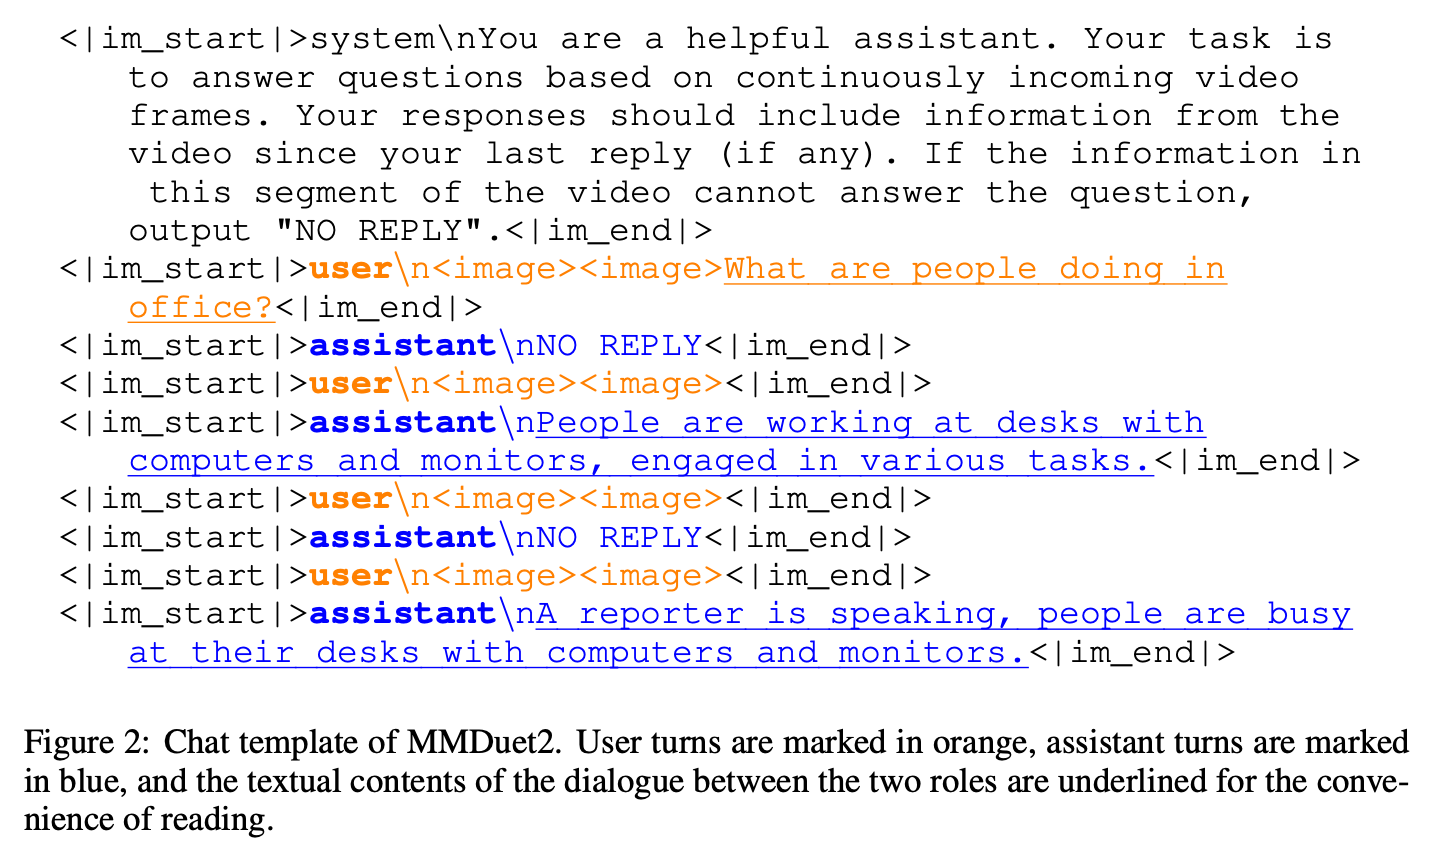 <|im_start|>system\nYou are a helpful assistant. Your task is
to answer questions based on continuously incoming video
frames. Your responses should include information from the
video since your last reply (if any). If the information in
this segment of the video cannot answer the question,
output "NO REPLY".<|im_end|>
<|im_start|>user\n<image><image>What are people doing in
office?<|im_end|>
<|im_start|>assistant\nNO REPLY<|im_end|>
<|im_start|>user\n<image><image><|im_end|>
<|im_start|>assistant\nPeople are working at desks with
computers and monitors, engaged in various tasks.<|im_end|>
<|im_start|>user\n<image><image><|im_end|>
<|im_start|>assistant\nNO REPLY<|im_end|>
<|im_start|>user\n<image><image><|im_end|>
<|im_start|>assistant\nA reporter is speaking, people are busy
at their desks with computers and monitors.<|im_end|>
Figure 2: Chat template of MMDuet2. User turns are marked in orange, assistant turns are marked
in blue, and the textual contents of the dialogue between the two roles are underlined for the conve-
nience of reading.